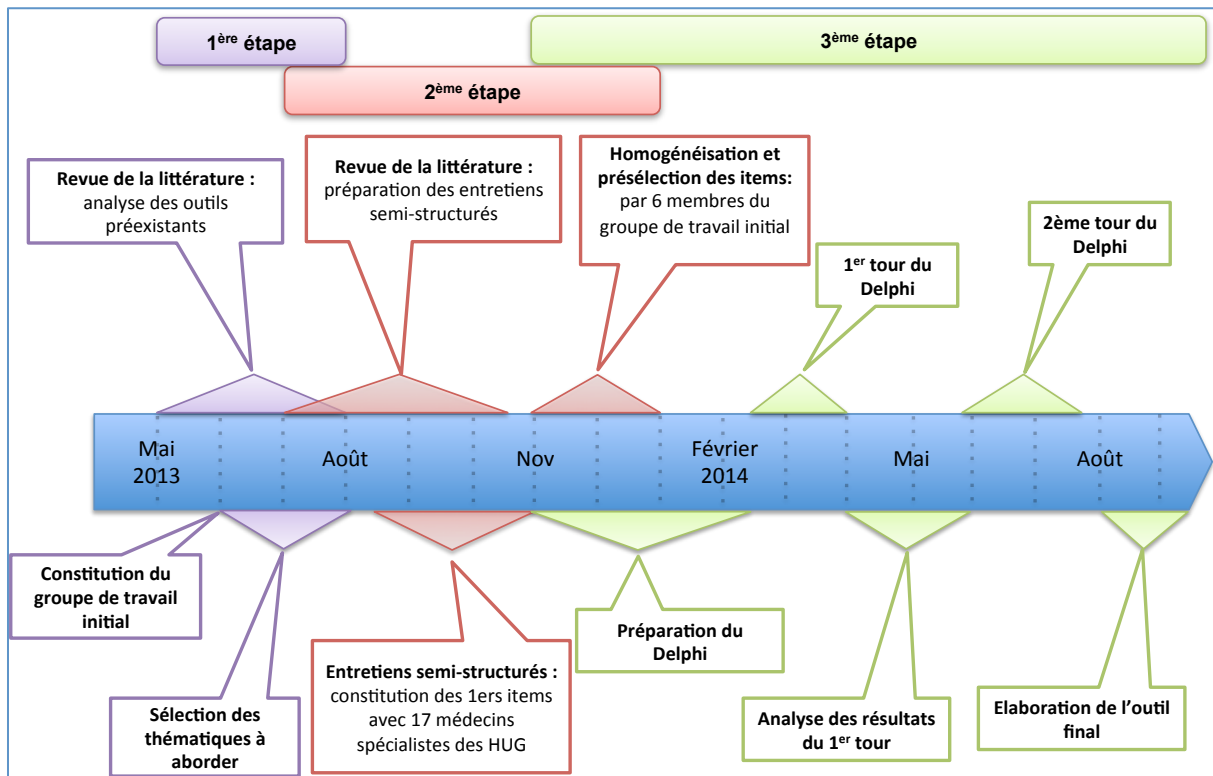 1ère étape
3ème étape
2ème étape
Revue de la littérature :
analyse des outils
préexistants
Revue de la littérature :
préparation des entretiens
semi-structurés
Homogénéisation et
présélection des items:
par 6 membres du
groupe de travail initial
1er tour du
Delphi
2ème tour du
Delphi
Mai
2013
Août
Nov
Février
2014
Mai
Août
Constitution du
groupe de travail
initial
Sélection des
thématiques à
aborder
Entretiens semi-structurés :
constitution des 1ers items
avec 17 médecins
spécialistes des HUG
Préparation du
Delphi
Analyse des résultats
du 1er tour
Elaboration de l'outil
final